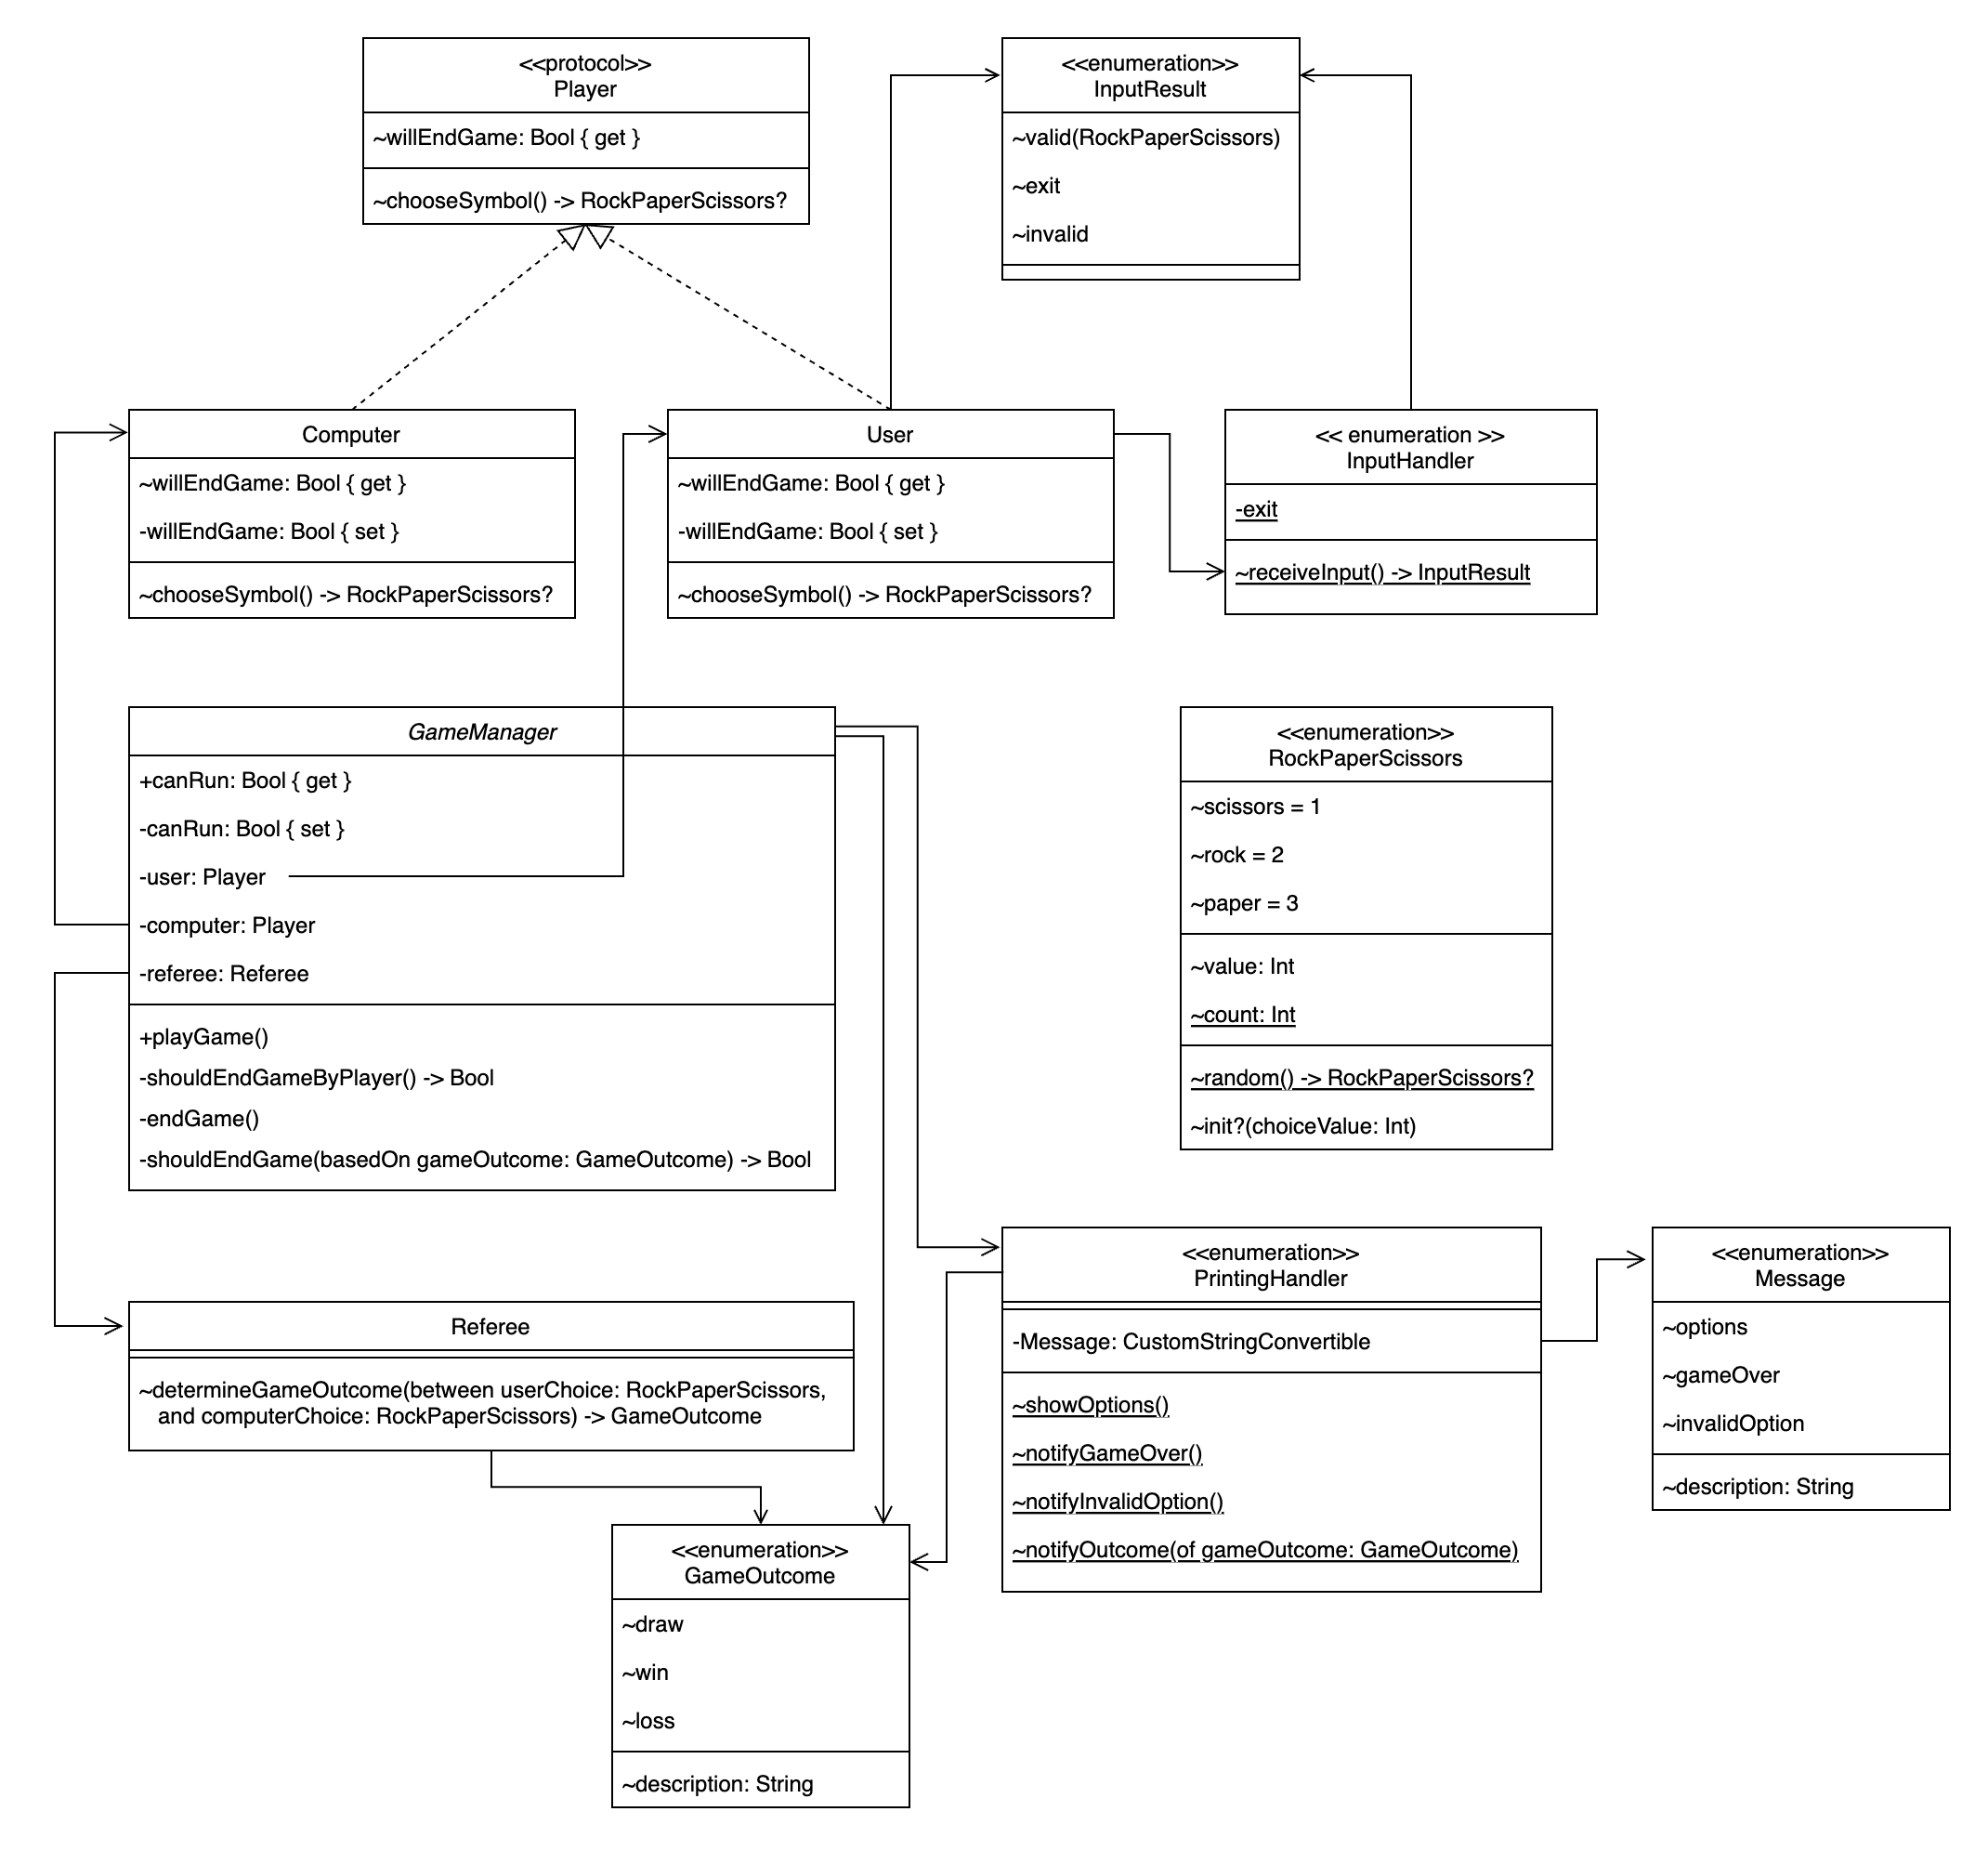 <<protocol>>
Player
~willEndGame: Bool { get }
~chooseSymbol() -> RockPaperScissors?
<<enumeration>>
InputResult
~valid(RockPaperScissors)
~exit
~invalid
Computer
~willEndGame: Bool { get }
-willEndGame: Bool { set }
~chooseSymbol() -> RockPaperScissors?
User
~willEndGame: Bool { get }
-willEndGame: Bool { set }
~chooseSymbol() -> RockPaperScissors?
<< enumeration >>
InputHandler
-exit
~receiveInput() -> InputResult
GameManager
+canRun: Bool { get }
-canRun: Bool { set }
-user: Player
-computer: Player
-referee: Referee
+playGame()
-shouldEndGameByPlayer() -> Bool
-endGame()
-shouldEndGame(basedOn gameOutcome: GameOutcome) -> Bool
<<enumeration>>
RockPaperScissors
~scissors = 1
~rock = 2
~paper = 3
~value: Int
~count: Int
~random() -> RockPaperScissors?
~init?(choiceValue: Int)
Referee
~determineGameOutcome(between userChoice: RockPaperScissors,
and computerChoice: RockPaperScissors) -> GameOutcome
<<enumeration>>
PrintingHandler
-Message: CustomStringConvertible
~showOptions()
~notifyGameOver()
~notifyInvalidOption()
~notifyOutcome(of gameOutcome: GameOutcome)
<<enumeration>>
Message
~options
~gameOver
~invalidOption
~description: String
<<enumeration>>
GameOutcome
~draw
~win
~loss
~description: String